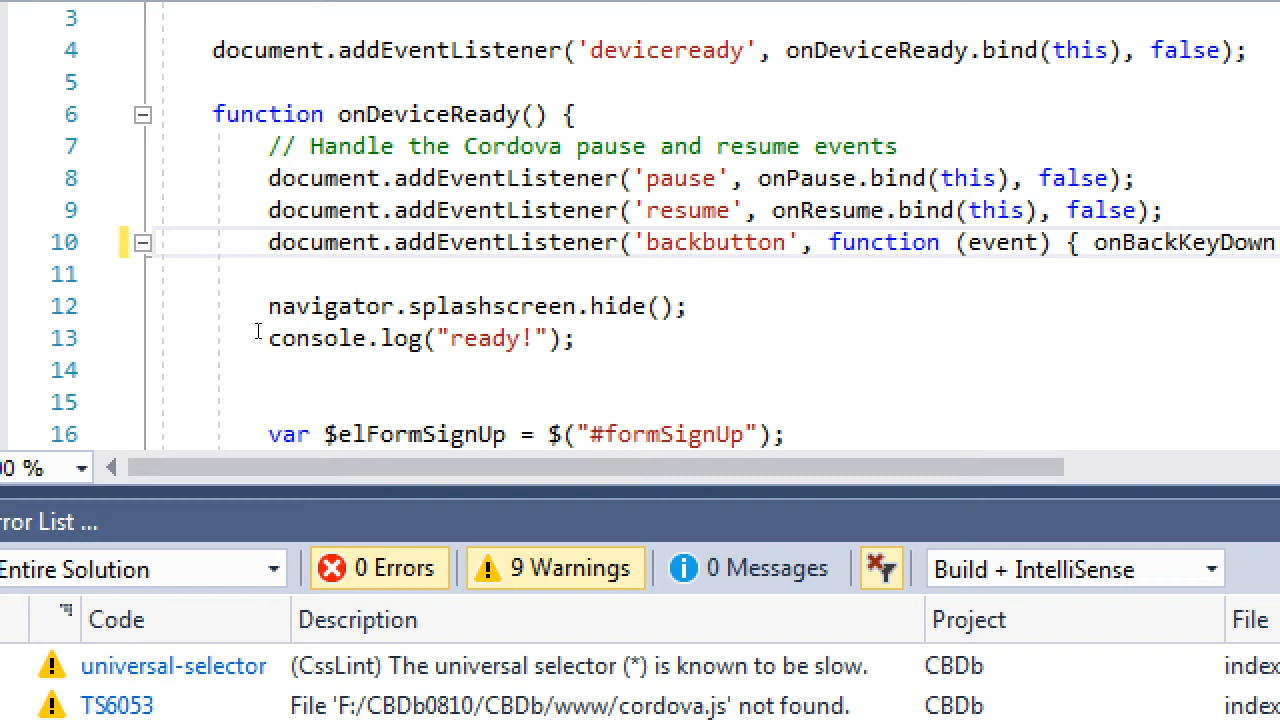 3
4 document.addEventListener('deviceready', onDeviceReady.bind(this), false);
5
6 function onDeviceReady() {
7 // Handle the Cordova pause and resume events
8 document.addEventListener('pause', onPause.bind(this), false);
9 document.addEventListener('resume', onResume.bind(this), false);
10 document.addEventListener('backbutton', function (event) { onBackKeyDown
11
12 navigator.splashscreen.hide();
13 console.log("ready!");
14
15
16 var $elFormSignUp = $("#formSignUp");
00 %
rror List ...
Entire Solution 0 Errors 9 Warnings 0 Messages Build + IntelliSense
Code Description Project File
universal-selector (CssLint) The universal selector (*) is known to be slow. CBDb index
TS6053 File 'F:/CBDb0810/CBDb/www/cordova.js' not found. CBDb index